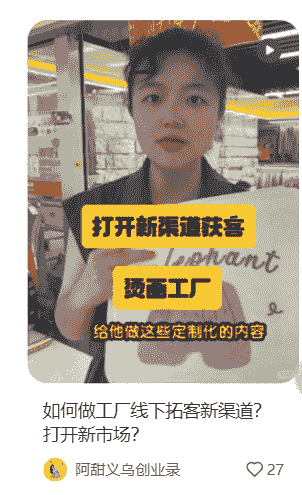 打开新渠道获客
elephant
烫画工厂
e
给他做这些定制化的内容
如何做工厂线下拓客新渠道?
打开新市场?
阿甜义乌创业录
27